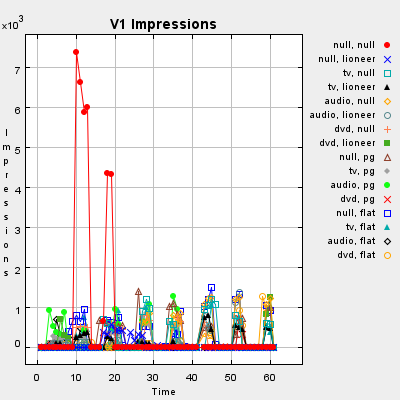 V1 Impressions
x10³
7
6
5
4
3
2
1
0
Impressions
0 10 20 30 40 50 60
Time
null, null
null, lioneer
tv, null
tv, lioneer
audio, null
audio, lioneer
dvd, null
dvd, lioneer
null, pg
tv, pg
audio, pg
dvd, pg
null, flat
tv, flat
audio, flat
dvd, flat